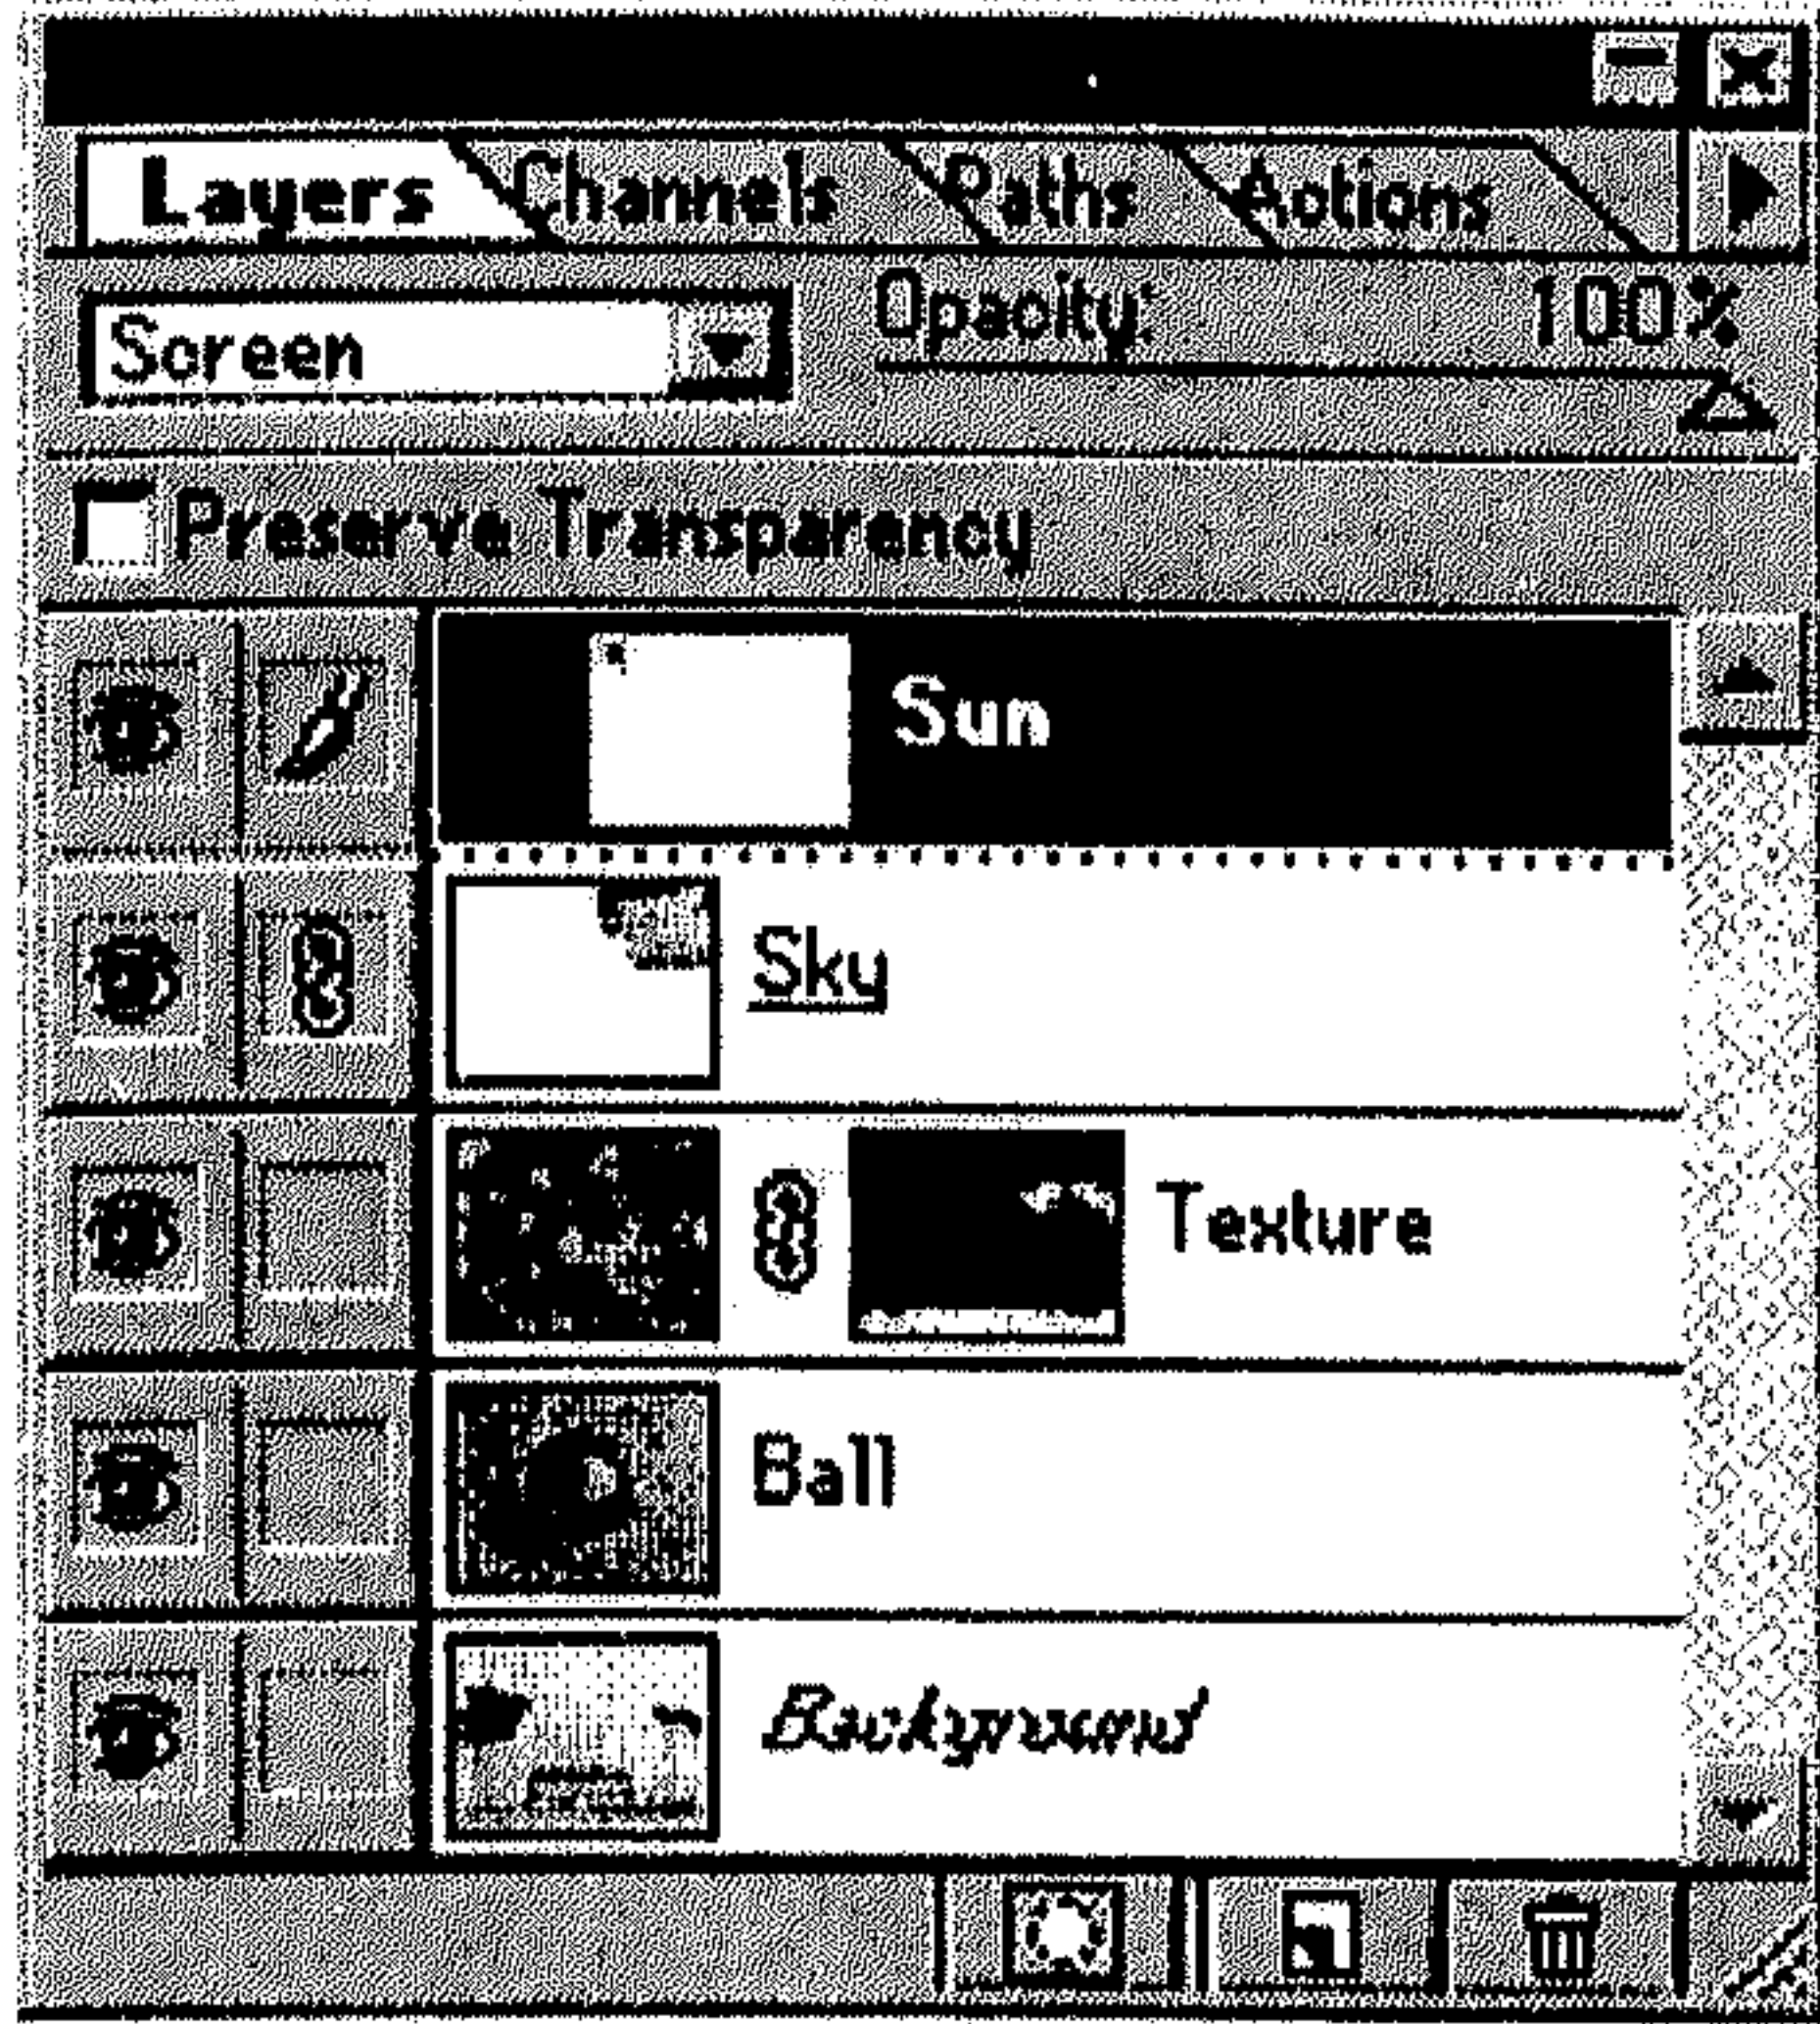 Layers Channels Paths Actions
Screen Opacity: 100%
Preserve Transparency
Sun
Sky
Texture
Ball
Background